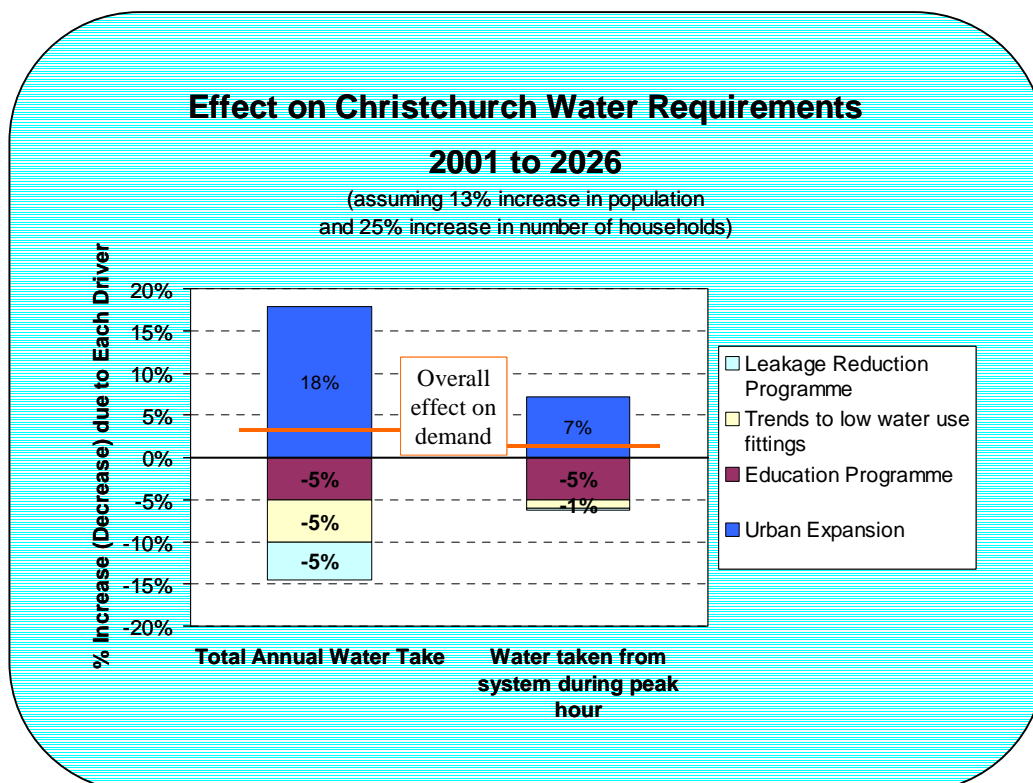 Effect on Christchurch Water Requirements
2001 to 2026
(assuming 13% increase in population
and 25% increase in number of households)
% Increase (Decrease) due to Each Driver
20%
15%
10%
5%
0%
-5%
-10%
-15%
-20%
18%
-5%
-5%
-5%
Overall
effect on
demand
7%
-5%
-1%
Total Annual Water Take
Water taken from
system during peak
hour
Leakage Reduction
Programme
Trends to low water use
fittings
Education Programme
Urban Expansion